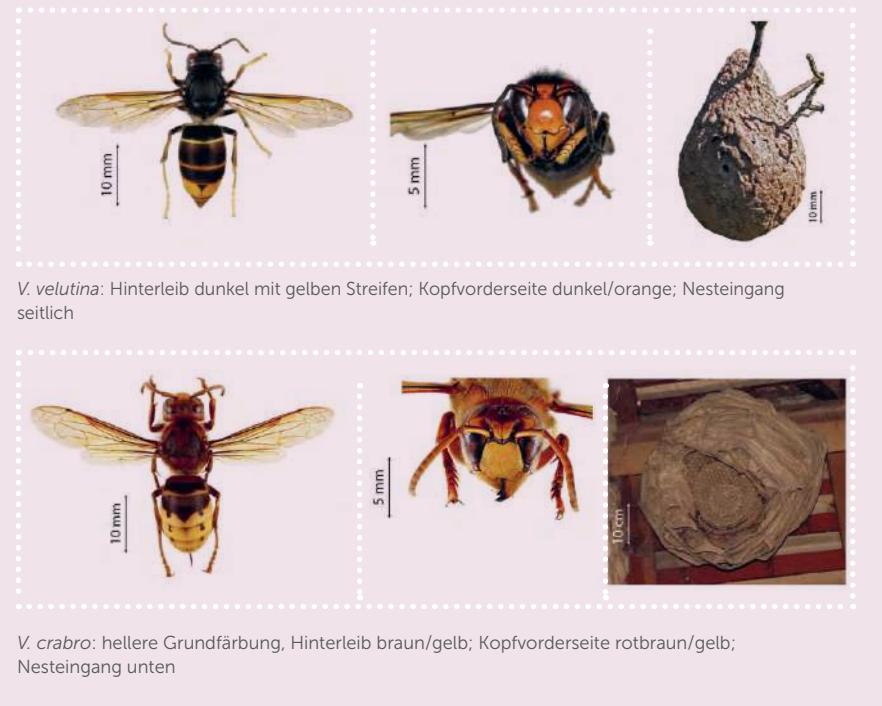 10 mm
5 mm
10 mm
V. velutina: Hinterleib dunkel mit gelben Streifen; Kopfvorderseite dunkel/orange; Nesteingang
seitlich
10 mm
5 mm
10 cm
V. crabro: hellere Grundfärbung, Hinterleib braun/gelb; Kopfvorderseite rotbraun/gelb;
Nesteingang unten